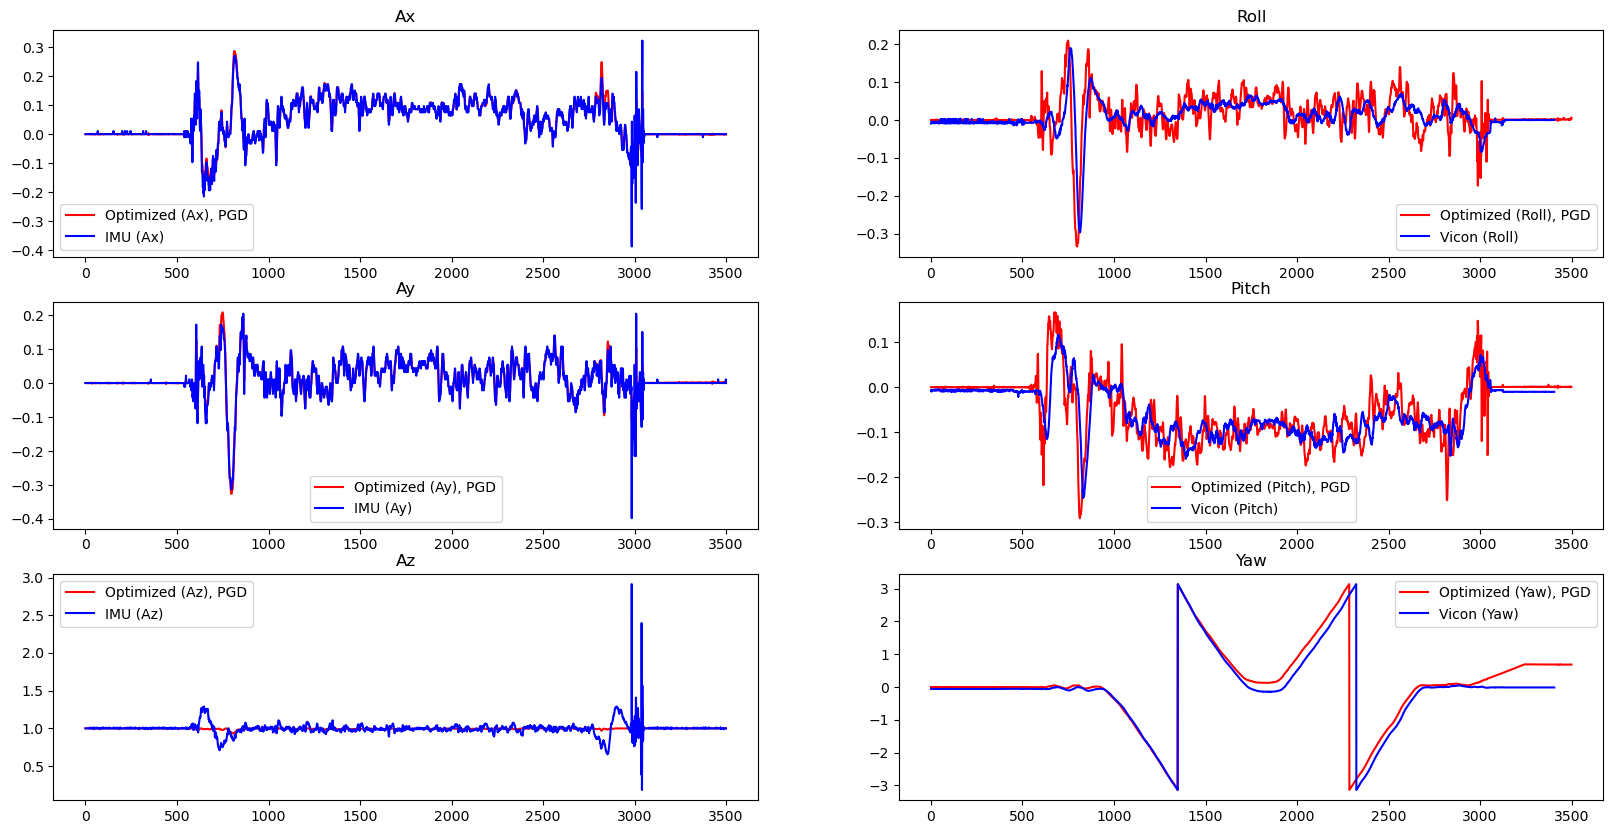 Ax
0.3
0.2
0.1
0.0
−0.1
−0.2
−0.3
−0.4
Optimized (Ax), PGD
IMU (Ax)
0 500 1000 1500 2000 2500 3000 3500
Roll
0.2
0.1
0.0
−0.1
−0.2
−0.3
Optimized (Roll), PGD
Vicon (Roll)
0 500 1000 1500 2000 2500 3000 3500
Ay
0.2
0.1
0.0
−0.1
−0.2
−0.3
−0.4
Optimized (Ay), PGD
IMU (Ay)
0 500 1000 1500 2000 2500 3000 3500
Pitch
0.1
0.0
−0.1
−0.2
−0.3
Optimized (Pitch), PGD
Vicon (Pitch)
0 500 1000 1500 2000 2500 3000 3500
Az
3.0
2.5
2.0
1.5
1.0
0.5
Optimized (Az), PGD
IMU (Az)
0 500 1000 1500 2000 2500 3000 3500
Yaw
3
2
1
0
−1
−2
−3
Optimized (Yaw), PGD
Vicon (Yaw)
0 500 1000 1500 2000 2500 3000 3500